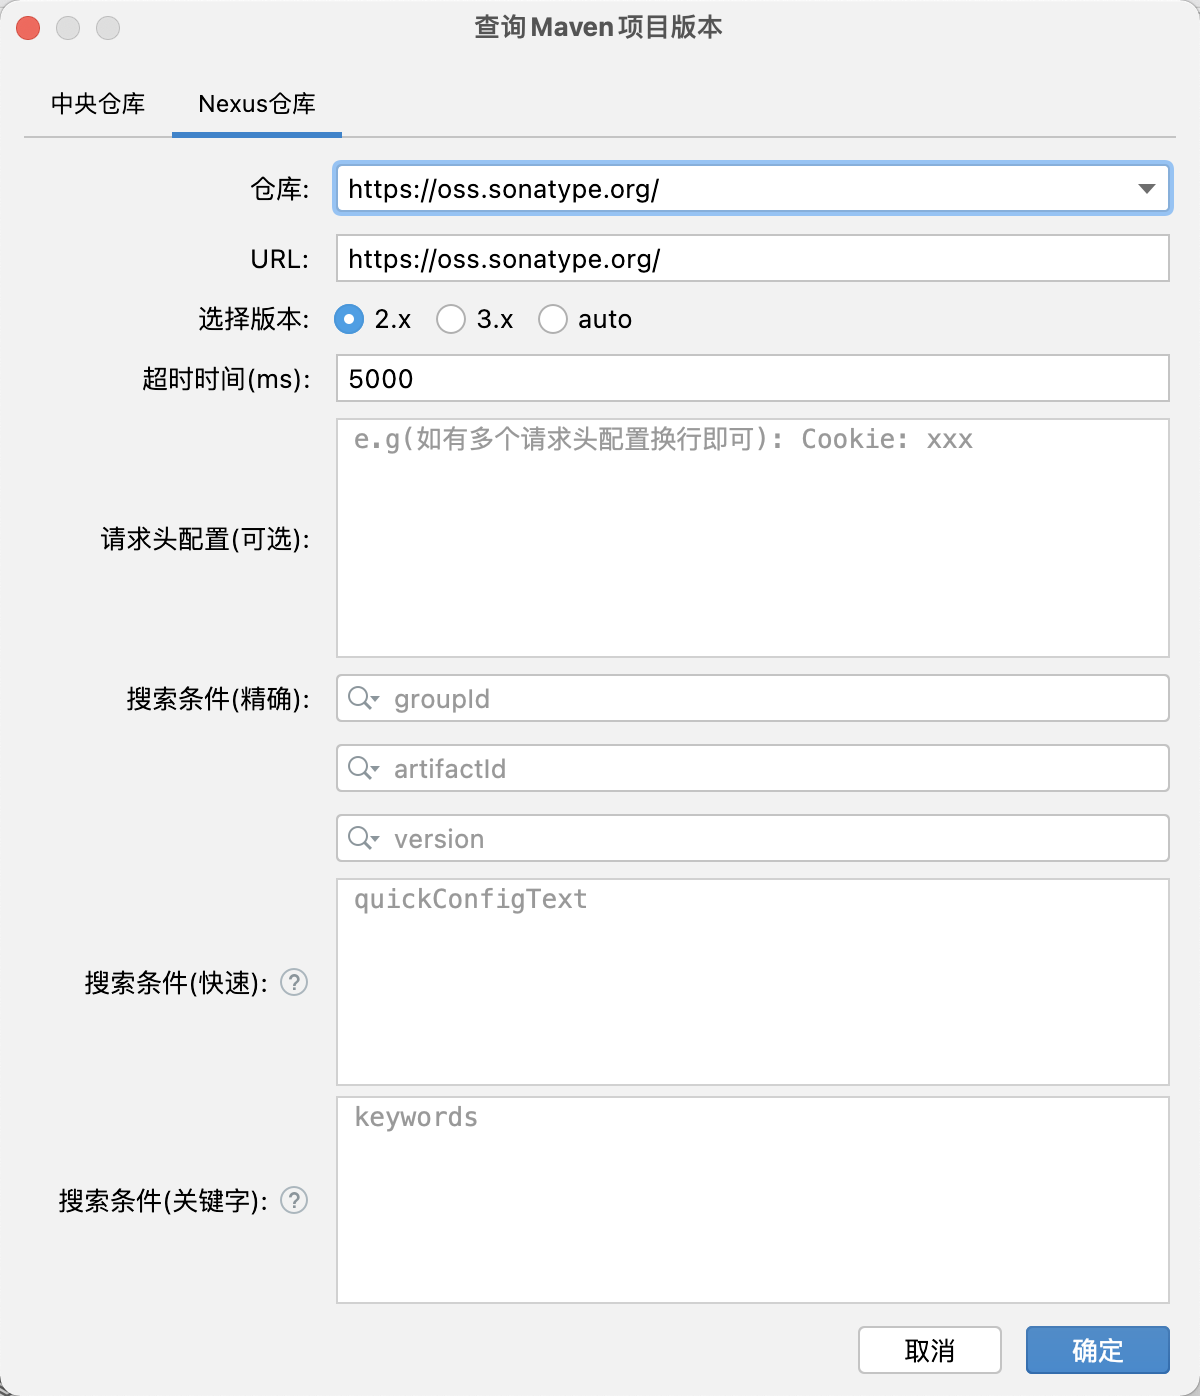 查询Maven项目版本
中央仓库 Nexus仓库
仓库: https://oss.sonatype.org/
URL: https://oss.sonatype.org/
选择版本: 2.x 3.x auto
超时时间(ms): 5000
e.g(如有多个请求头配置换行即可): Cookie: xxx
请求头配置(可选):
搜索条件(精确): groupId
artifactId
version
quickConfigText
搜索条件(快速): ?
keywords
搜索条件(关键字): ?
取消 确定